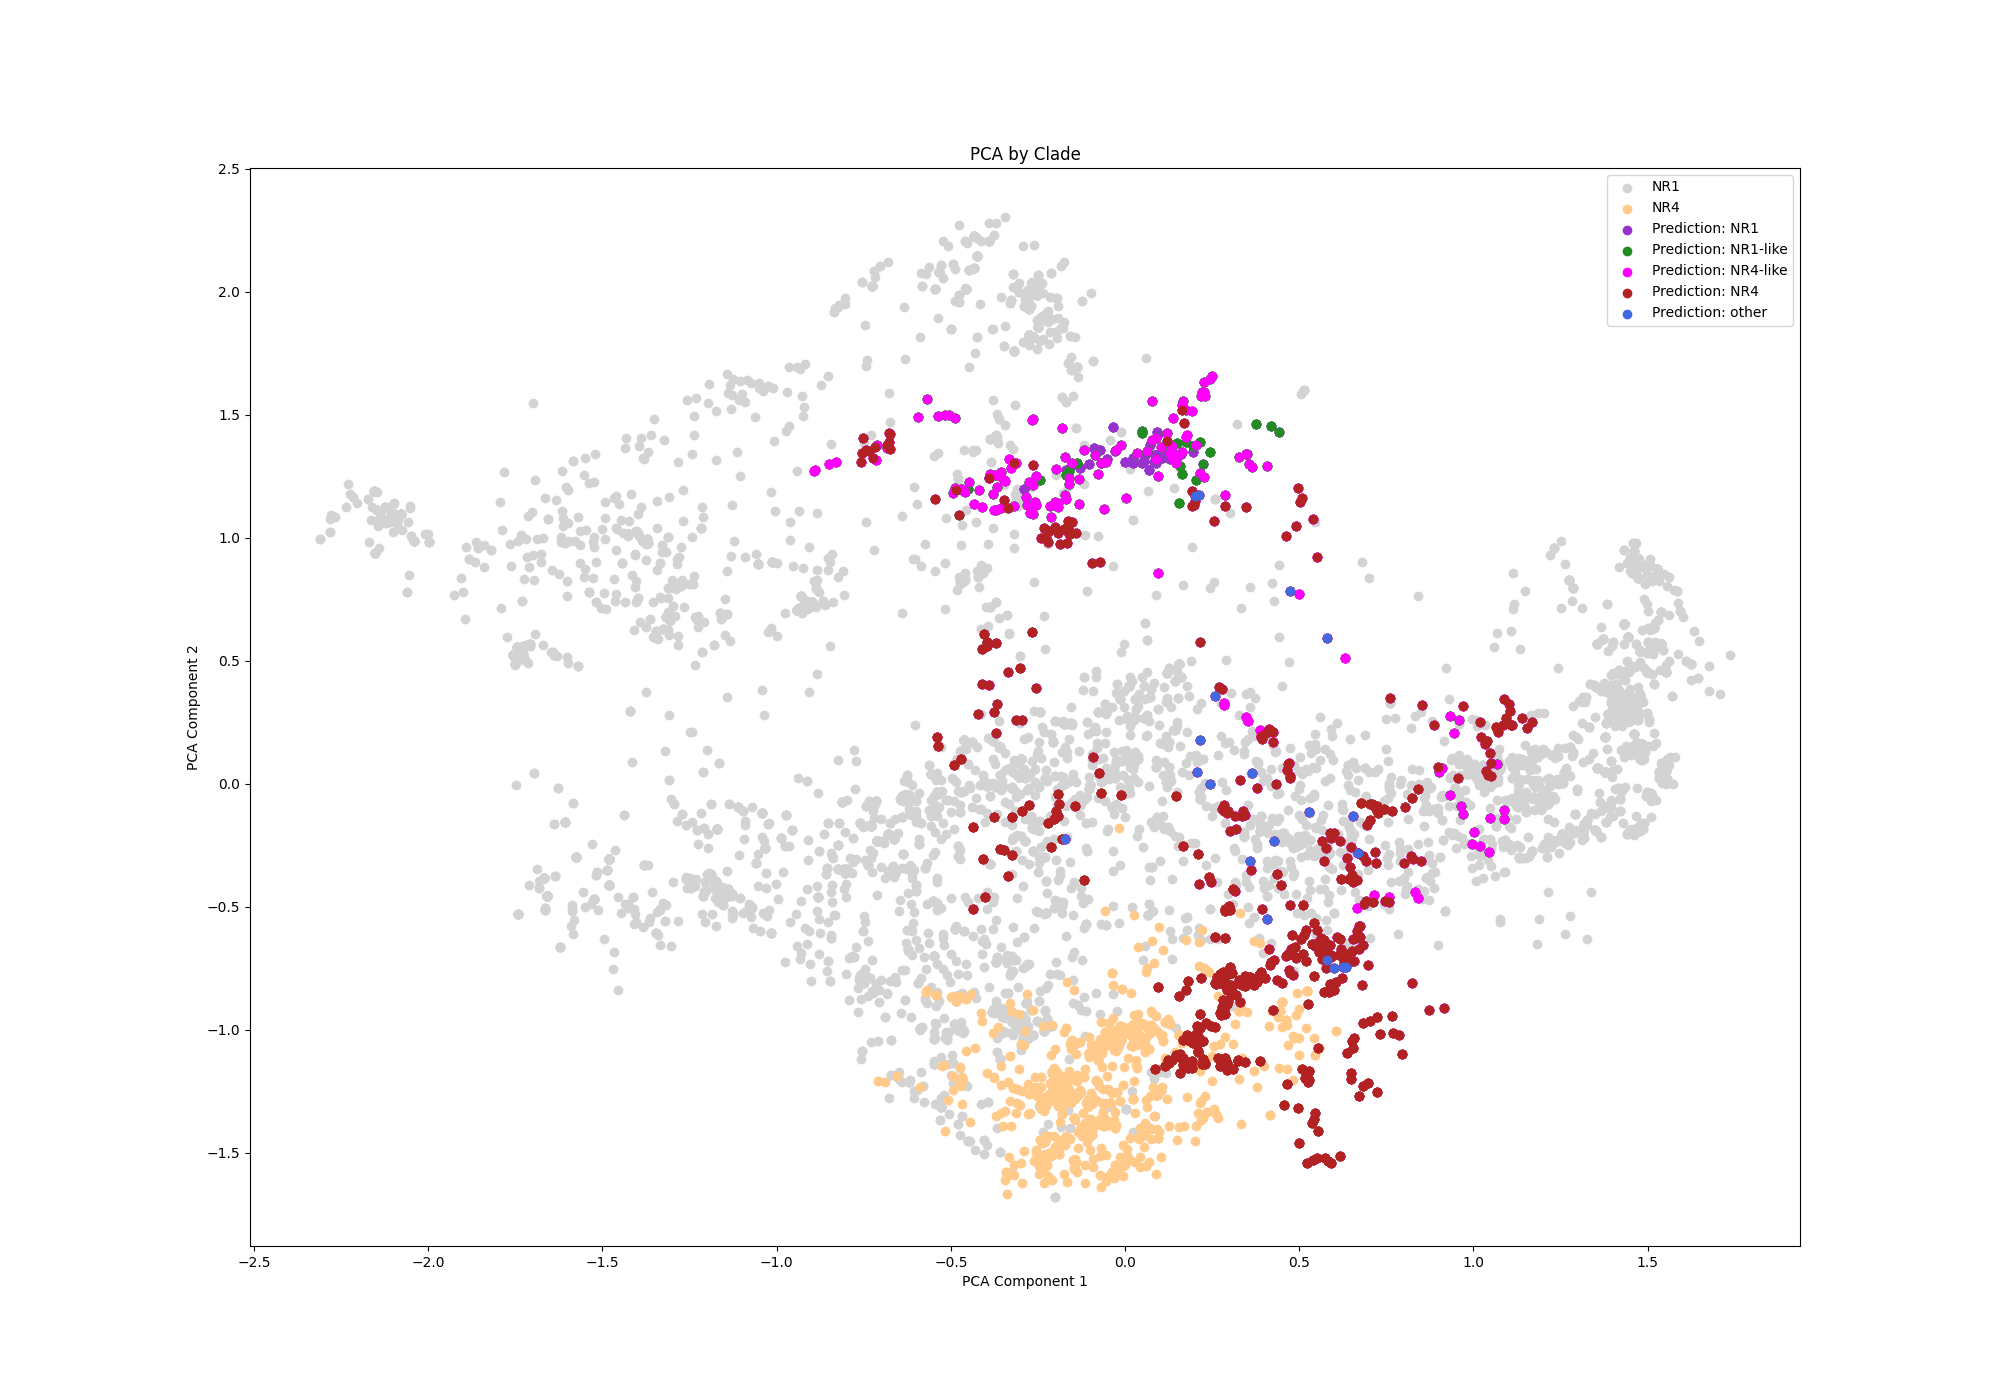 PCA by Clade
2.5
2.0
1.5
1.0
0.5
0.0
−0.5
−1.0
−1.5
PCA Component 2
NR1
NR4
Prediction: NR1
Prediction: NR1-like
Prediction: NR4-like
Prediction: NR4
Prediction: other
−2.5 −2.0 −1.5 −1.0 −0.5 0.0 0.5 1.0 1.5
PCA Component 1